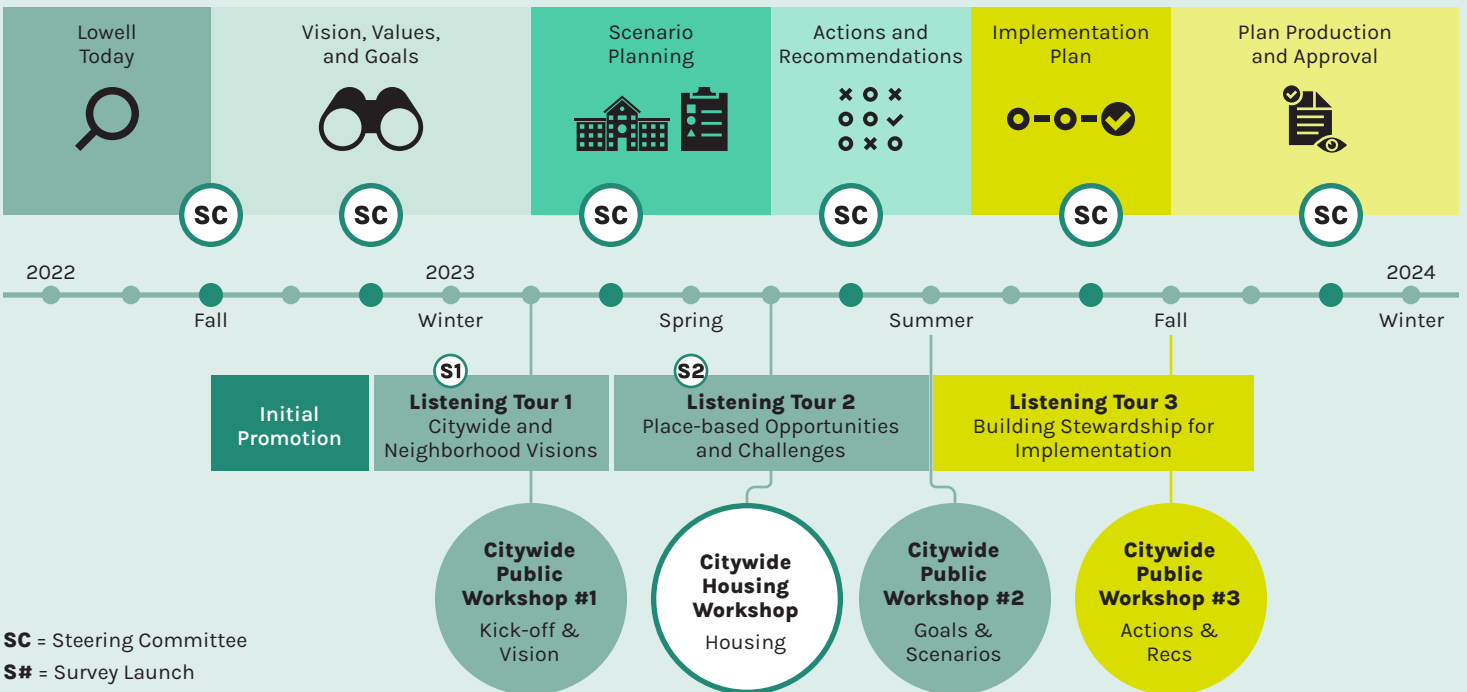 Lowell
Today
Vision, Values,
and Goals
Scenario
Planning
Actions and
Recommendations
Implementation
Plan
Plan Production
and Approval
SC
SC
SC
SC
SC
SC
2022
2023
2024
Fall
Winter
Spring
Summer
Fall
Winter
S1
S2
Initial
Promotion
Listening Tour 1
Citywide and
Neighborhood Visions
Listening Tour 2
Place-based Opportunities
and Challenges
Listening Tour 3
Building Stewardship for
Implementation
Citywide
Public
Workshop #1
Kick-off &
Vision
Citywide
Housing
Workshop
Housing
Citywide
Public
Workshop #2
Goals &
Scenarios
Citywide
Public
Workshop #3
Actions &
Recs
SC = Steering Committee
S# = Survey Launch